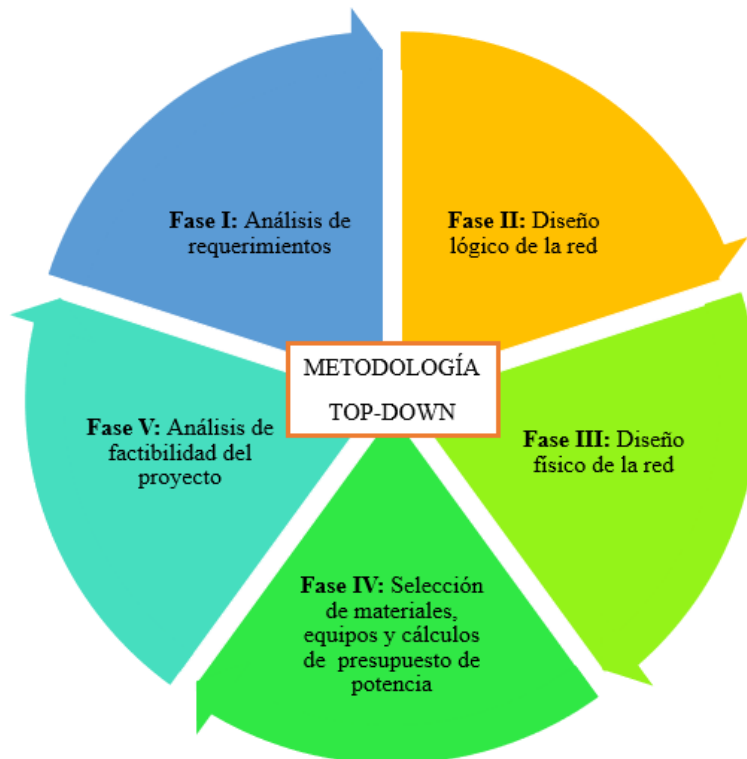 Fase I: Análisis de
requerimientos
Fase II: Diseño
lógico de la red
METODOLOGÍA
TOP-DOWN
Fase III: Diseño
físico de la red
Fase IV: Selección
de materiales,
equipos y cálculos
de presupuesto de
potencia
Fase V: Análisis de
factibilidad del
proyecto